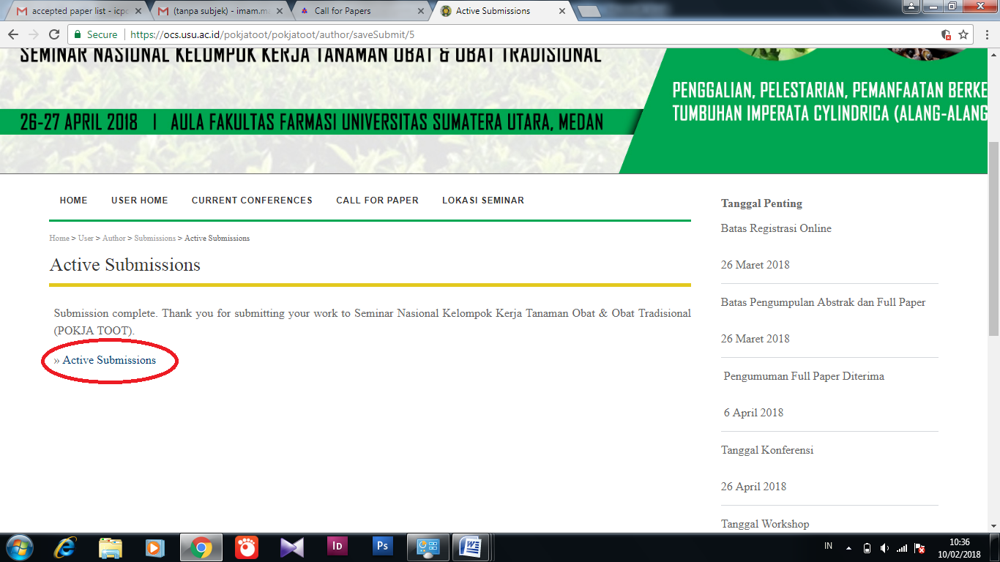 accepted paper list - icpo
(tanpa subjek) - imam.ma
Call for Papers
Active Submissions
Secure
https://ocs.usu.ac.id/pokjatoot/pokjatoot/author/saveSubmit/5
SEMINAR NASIONAL KELOMPOK KERJA TANAMAN OBAT & OBAT TRADISIONAL
26-27 APRIL 2018 | AULA FAKULTAS FARMASI UNIVERSITAS SUMATERA UTARA, MEDAN
PENGGALIAN, PELESTARIAN, PEMANFAATAN BERKE
TUMBUHAN IMPERATA CYLINDRICA (ALANG-ALANG
HOME USER HOME CURRENT CONFERENCES CALL FOR PAPER LOKASI SEMINAR
Home > User > Author > Submissions > Active Submissions
Active Submissions
Submission complete. Thank you for submitting your work to Seminar Nasional Kelompok Kerja Tanaman Obat & Obat Tradisional
(POKJA TOOT).
» Active Submissions
Tanggal Penting
Batas Registrasi Online
26 Maret 2018
Batas Pengumpulan Abstrak dan Full Paper
26 Maret 2018
Pengumuman Full Paper Diterima
6 April 2018
Tanggal Konferensi
26 April 2018
Tanggal Workshop
Id
Ps
W
IN
10:36
10/02/2018